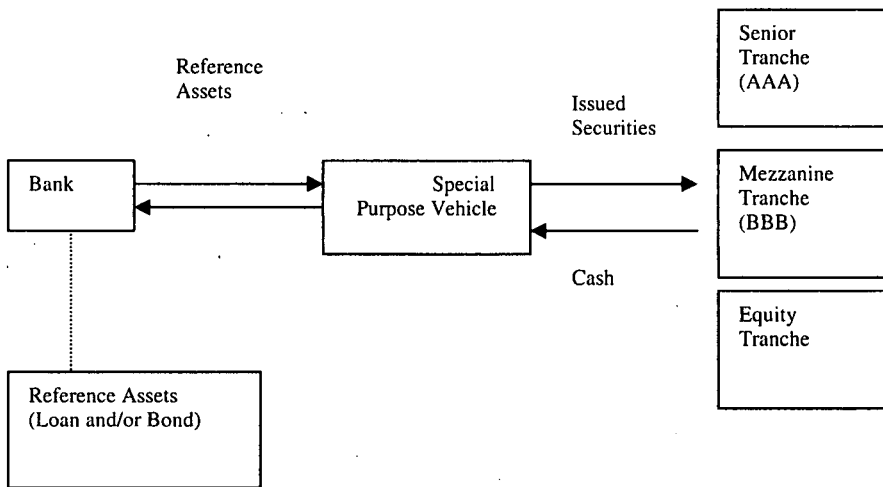 Senior
Tranche
(AAA)
Reference
Assets
Issued
Securities
Bank
Special
Purpose Vehicle
Mezzanine
Tranche
(BBB)
Cash
Equity
Tranche
Reference Assets
(Loan and/or Bond)